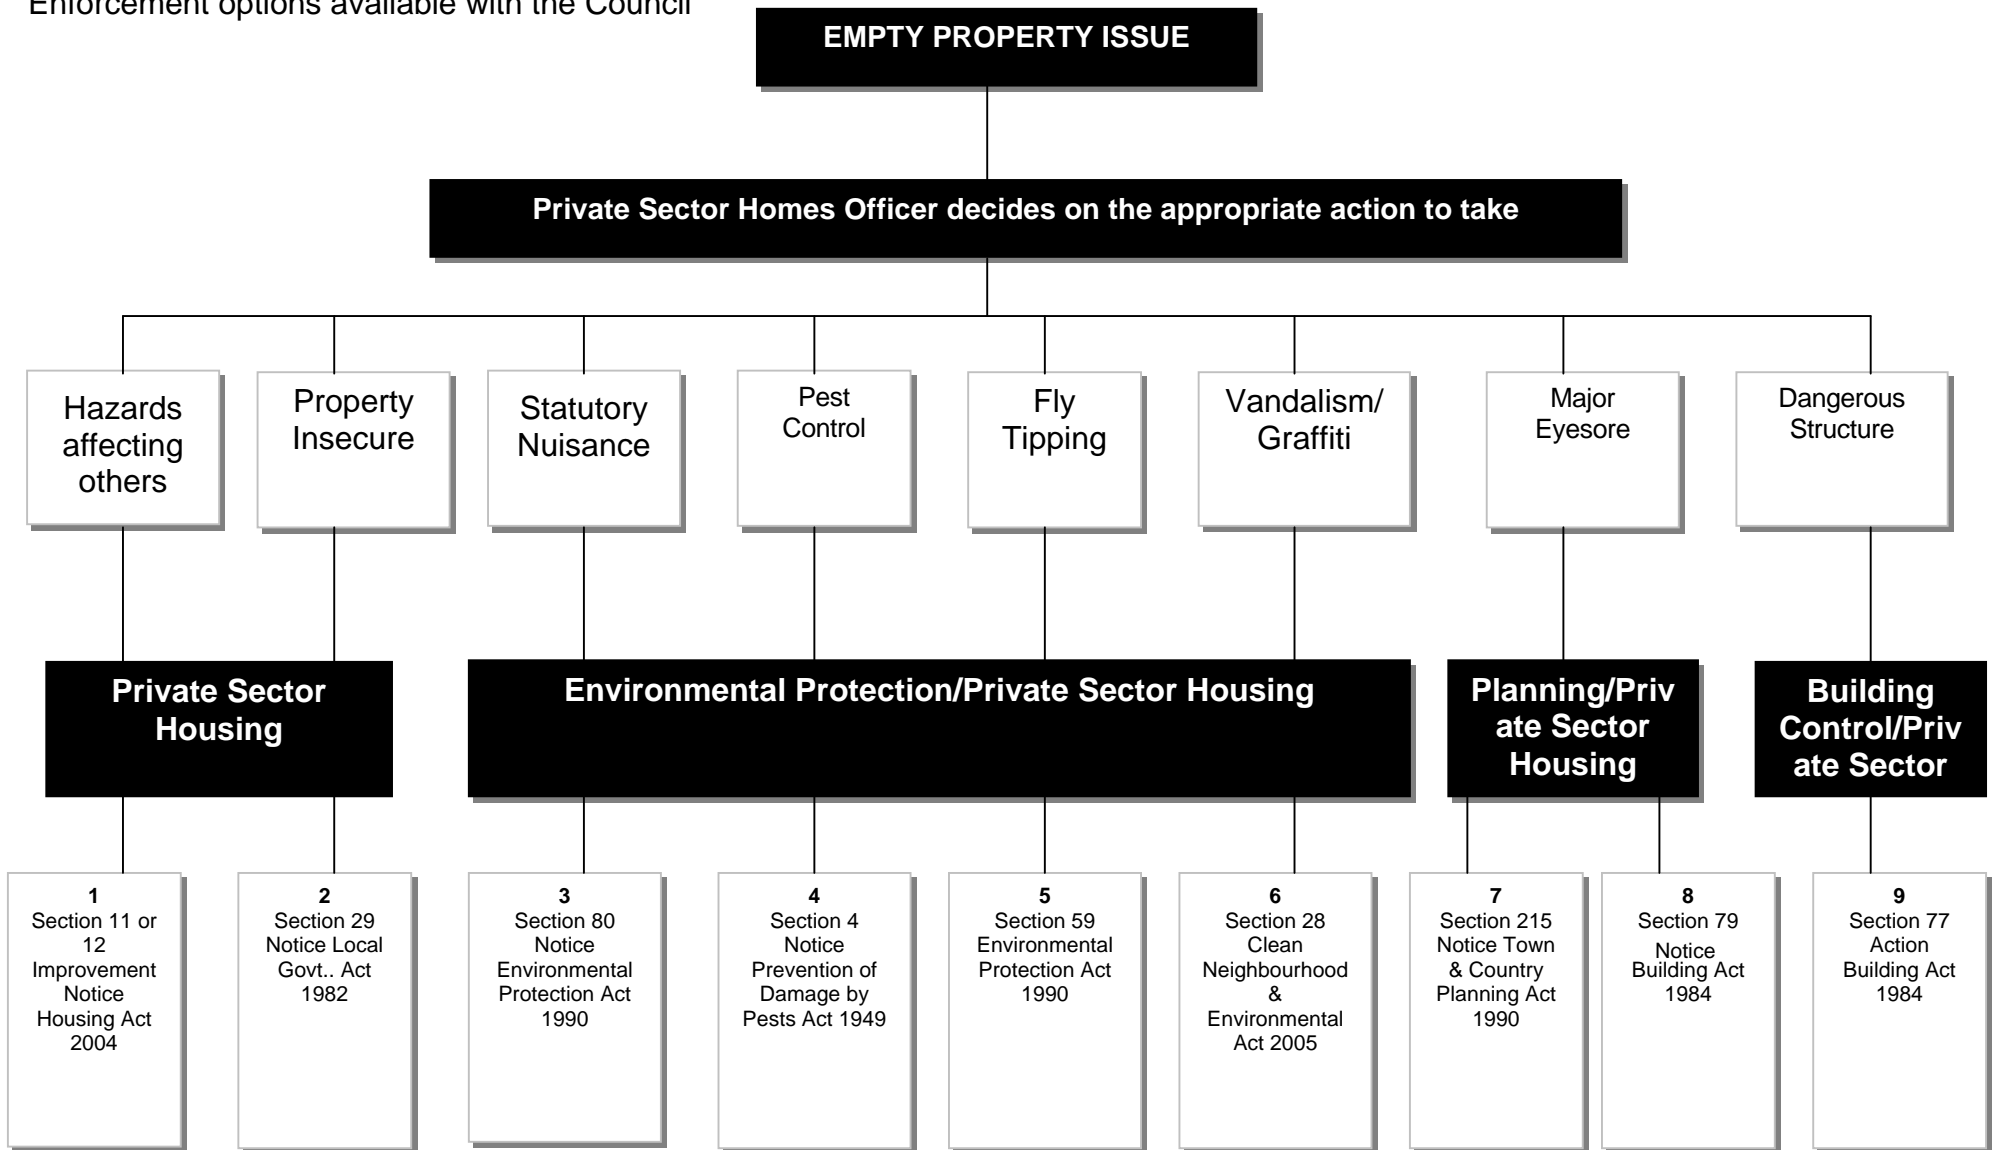 Enforcement options available with the Council
EMPTY PROPERTY ISSUE
Private Sector Homes Officer decides on the appropriate action to take
Hazards
affecting
others
Property
Insecure
Statutory
Nuisance
Pest
Control
Fly
Tipping
Vandalism/
Graffiti
Major
Eyesore
Dangerous
Structure
Private Sector
Housing
Environmental Protection/Private Sector Housing
Planning/Priv
ate Sector
Housing
Building
Control/Priv
ate Sector
1
Section 11 or
12
Improvement
Notice
Housing Act
2004
2
Section 29
Notice Local
Govt.. Act
1982
3
Section 80
Notice
Environmental
Protection Act
1990
4
Section 4
Notice
Prevention of
Damage by
Pests Act 1949
5
Section 59
Environmental
Protection Act
1990
6
Section 28
Clean
Neighbourhood
&
Environmental
Act 2005
7
Section 215
Notice Town
& Country
Planning Act
1990
8
Section 79
Notice
Building Act
1984
9
Section 77
Action
Building Act
1984